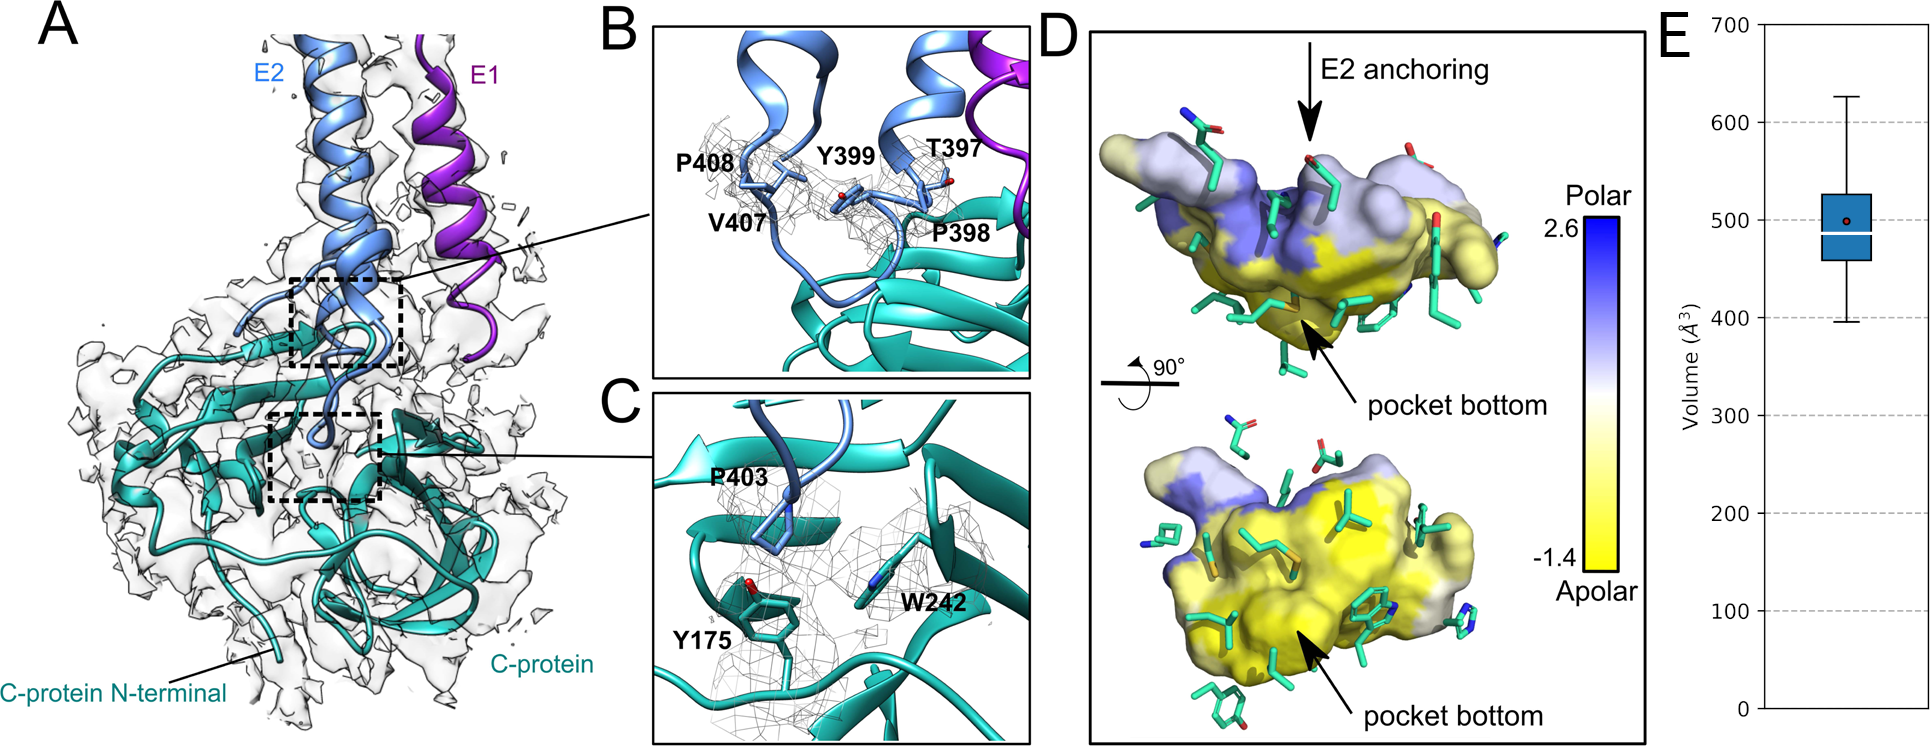 A
E2
E1
C-protein
C-protein N-terminal
B
P408
Y399
T397
V407
P398
C
P403
W242
Y175
D
E2 anchoring
Polar
2.6
-1.4
Apolar
pocket bottom
90°
pocket bottom
E
700
600
500
400
300
200
100
0
Volume (Å³)